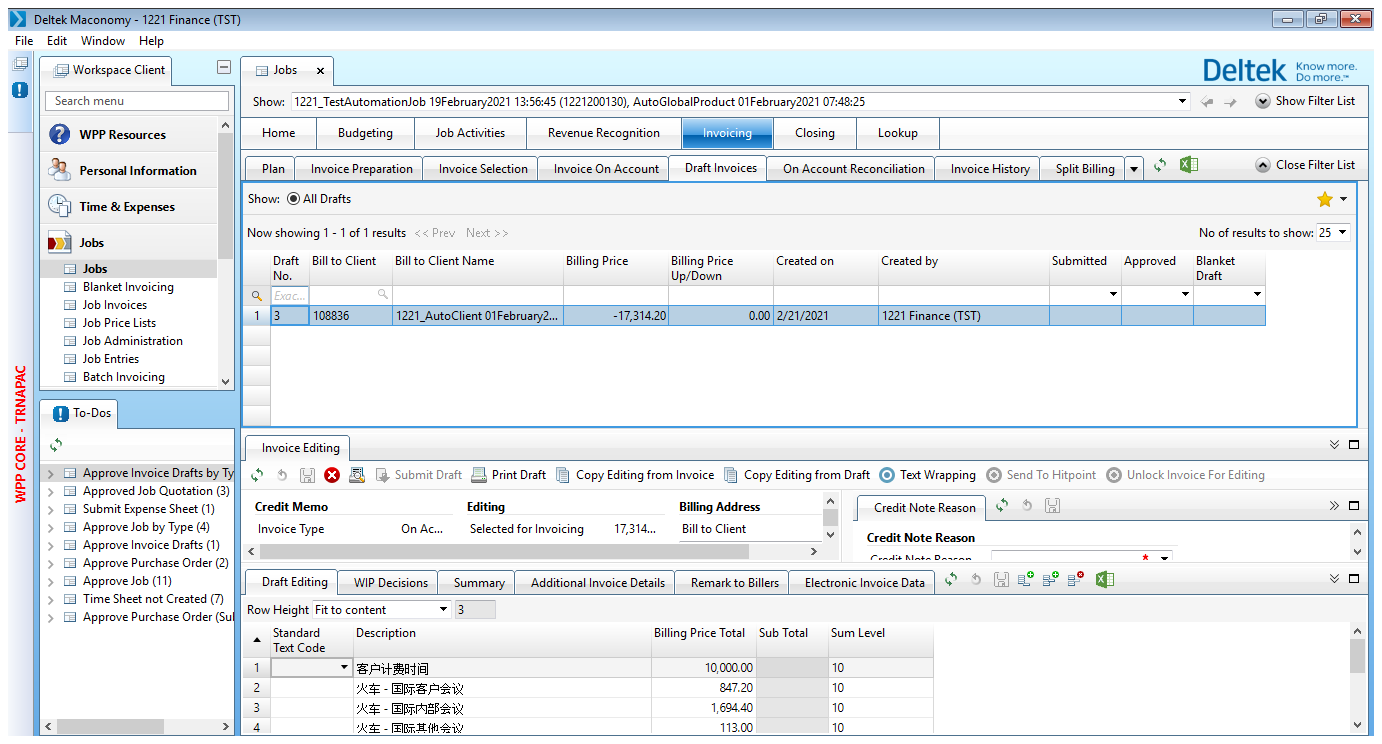 Deltek Maconomy - 1221 Finance (TST)
File Edit Window Help
WPP CORE - TRNAPAC
Workspace Client
Search menu
WPP Resources
Personal Information
Time & Expenses
Jobs
Jobs
Blanket Invoicing
Job Invoices
Job Price Lists
Job Administration
Job Entries
Batch Invoicing
To-Dos
Approve Invoice Drafts by Ty
Approved Job Quotation (3)
Submit Expense Sheet (1)
Approve Job by Type (4)
Approve Invoice Drafts (1)
Approve Purchase Order (2)
Approve Job (11)
Time Sheet not Created (7)
Approve Purchase Order (Sul
Jobs
Deltek Know more. Do more.™
Show: 1221_TestAutomationJob 19February2021 13:56:45 (1221200130), AutoGlobalProduct 01February2021 07:48:25 Show Filter List
Home Budgeting Job Activities Revenue Recognition Invoicing Closing Lookup
Plan Invoice Preparation Invoice Selection Invoice On Account Draft Invoices On Account Reconciliation Invoice History Split Billing Close Filter List
Show: All Drafts
Now showing 1 - 1 of 1 results << Prev Next >> No of results to show: 25
Draft No. Bill to Client Bill to Client Name Billing Price Billing Price Up/Down Created on Created by Submitted Approved Blanket Draft
Exac...
1 3 108836 1221_AutoClient 01February2... -17,314.20 0.00 2/21/2021 1221 Finance (TST)
Invoice Editing
Submit Draft Print Draft Copy Editing from Invoice Copy Editing from Draft Text Wrapping Send To Hitpoint Unlock Invoice For Editing
Credit Memo Editing Billing Address
Invoice Type On Ac... Selected for Invoicing 17,314... Bill to Client
Credit Note Reason
Credit Note Reason
Credit Note Reason *
Draft Editing WIP Decisions Summary Additional Invoice Details Remark to Billers Electronic Invoice Data
Row Height Fit to content 3
Standard Text Code Description Billing Price Total Sub Total Sum Level
1 客户计费时间 10,000.00 10
2 火车 - 国际客户会议 847.20 10
3 火车 - 国际内部会议 1,694.40 10
4 火车 - 国际其他会议 113.00 10